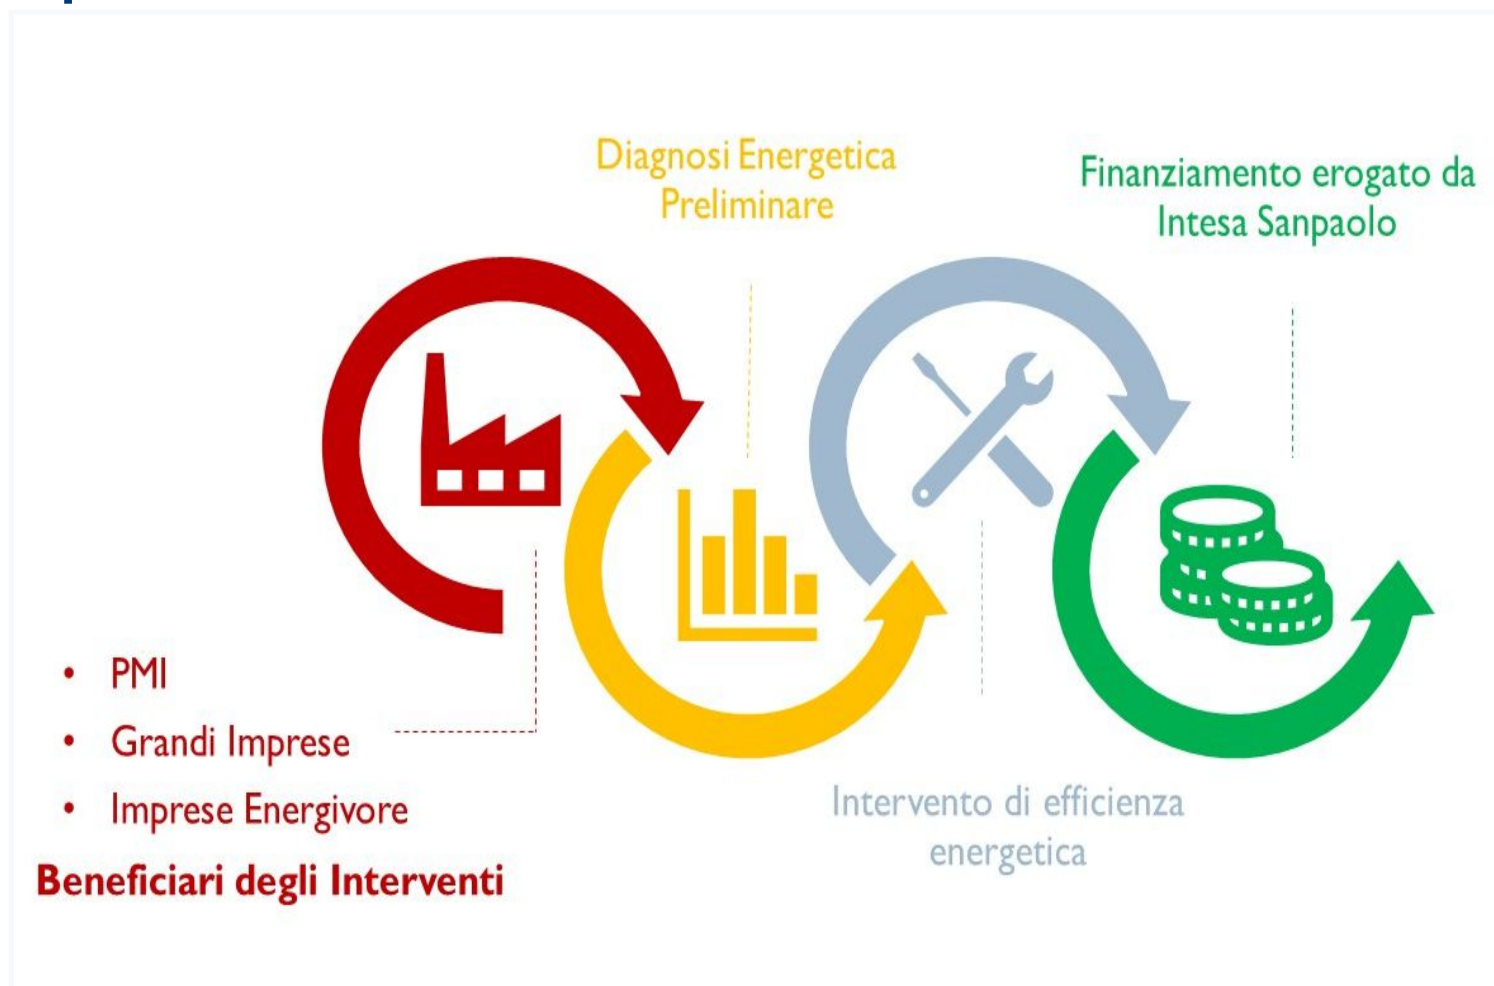 Diagnosi Energetica
Preliminare
Finanziamento erogato da
Intesa Sanpaolo
• PMI
• Grandi Imprese
• Imprese Energivore
Beneficiari degli Interventi
Intervento di efficienza
energetica